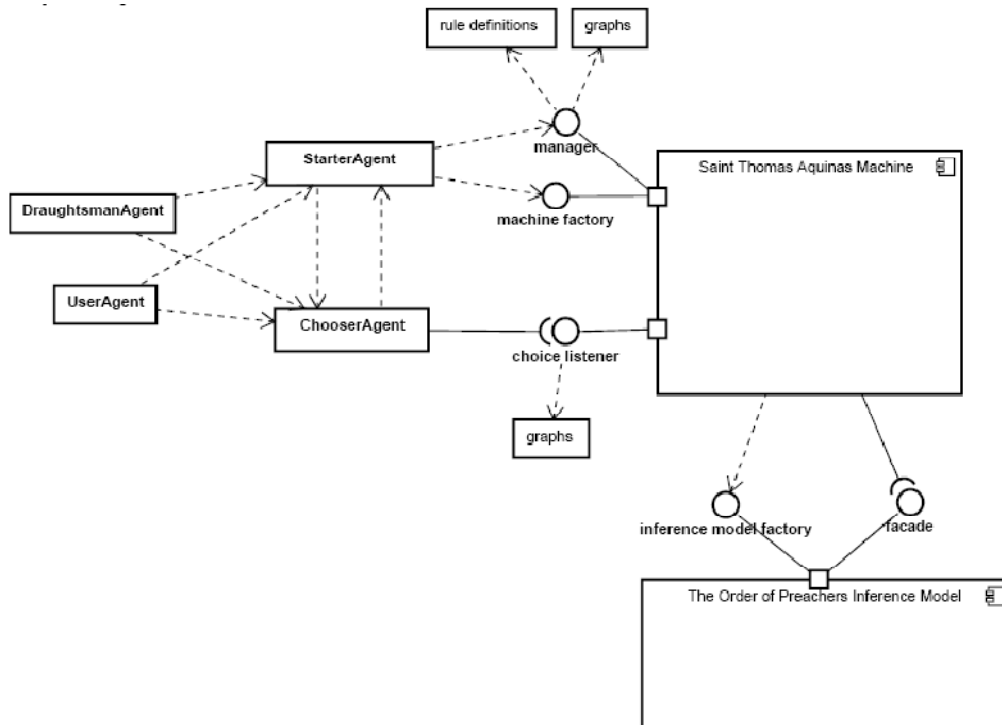 rule definitions
graphs
manager
StarterAgent
Saint Thomas Aquinas Machine
DraughtsmanAgent
machine factory
UserAgent
ChooserAgent
choice listener
graphs
inference model factory
facade
The Order of Preachers Inference Model